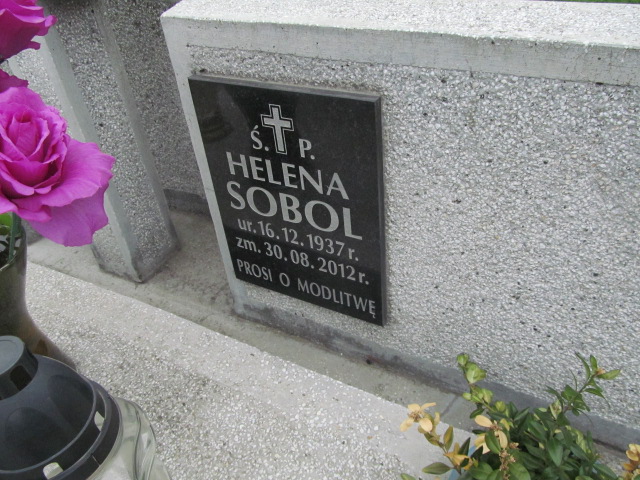 Ś. P.
HELENA
SOBOL
ur. 16.12.1937 r.
zm. 30.08.2012 r.
PROSI O MODLITWĘ